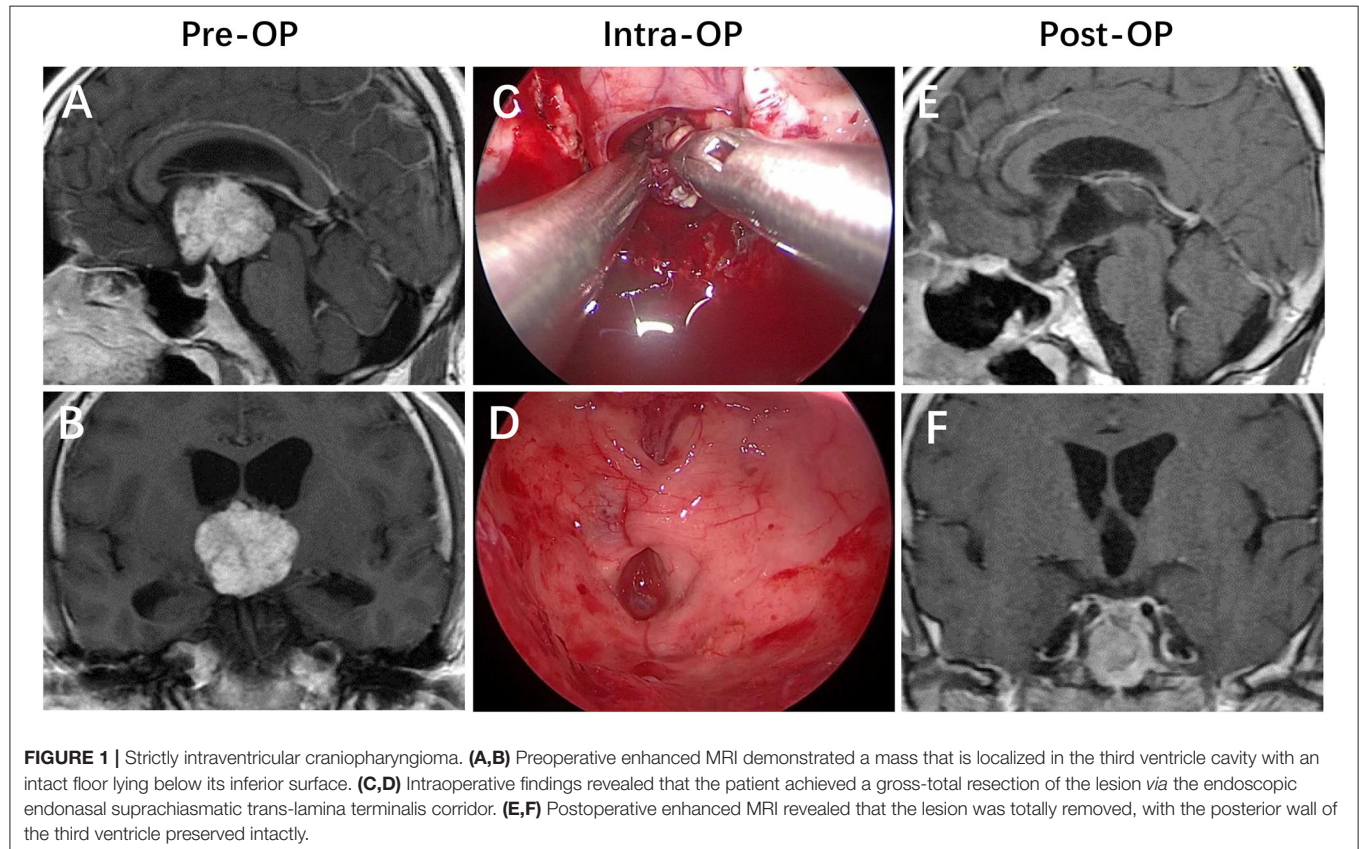 Pre-OP Intra-OP Post-OP
A C E
B D F
FIGURE 1 | Strictly intraventricular craniopharyngioma. (A,B) Preoperative enhanced MRI demonstrated a mass that is localized in the third ventricle cavity with an
intact floor lying below its inferior surface. (C,D) Intraoperative findings revealed that the patient achieved a gross-total resection of the lesion via the endoscopic
endonasal suprachiasmatic trans-lamina terminalis corridor. (E,F) Postoperative enhanced MRI revealed that the lesion was totally removed, with the posterior wall of
the third ventricle preserved intactly.